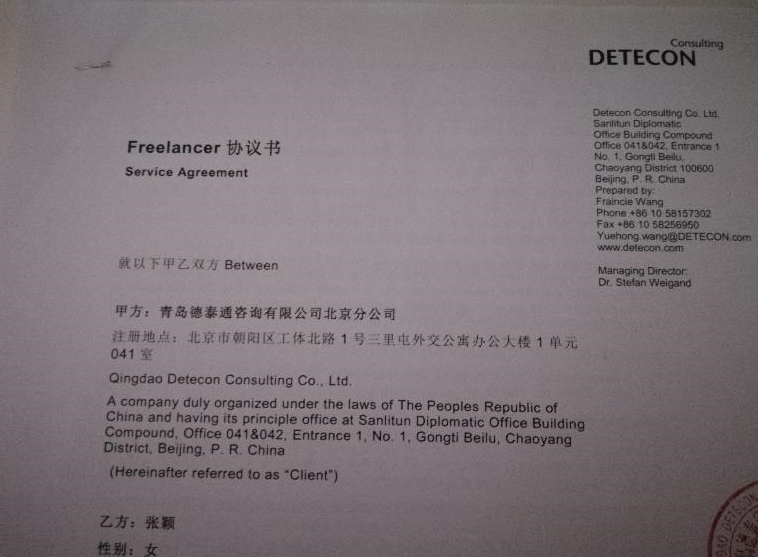 Consulting
DETECON
Detecon Consulting Co. Ltd.
Sanlitun Diplomatic
Office Building Compound
Office 041&042, Entrance 1
No. 1, Gongti Beilu,
Chaoyang District 100600
Beijing, P. R. China
Prepared by:
Fraincie Wang
Phone +86 10 58157302
Fax +86 10 58256950
Yuehong.wang@DETECON.com
www.detecon.com
Managing Director:
Dr. Stefan Weigand
Freelancer 协议书
Service Agreement
就以下甲乙双方 Between
甲方：青岛德泰通咨询有限公司北京分公司
注册地点：北京市朝阳区工体北路 1 号三里屯外交公寓办公大楼 1 单元
041 室
Qingdao Detecon Consulting Co., Ltd.
A company duly organized under the laws of The Peoples Republic of
China and having its principle office at Sanlitun Diplomatic Office Building
Compound, Office 041&042, Entrance 1, No. 1, Gongti Beilu, Chaoyang
District, Beijing, P. R. China
(Hereinafter referred to as “Client”)
乙方：张颖
性别：女
DETECON